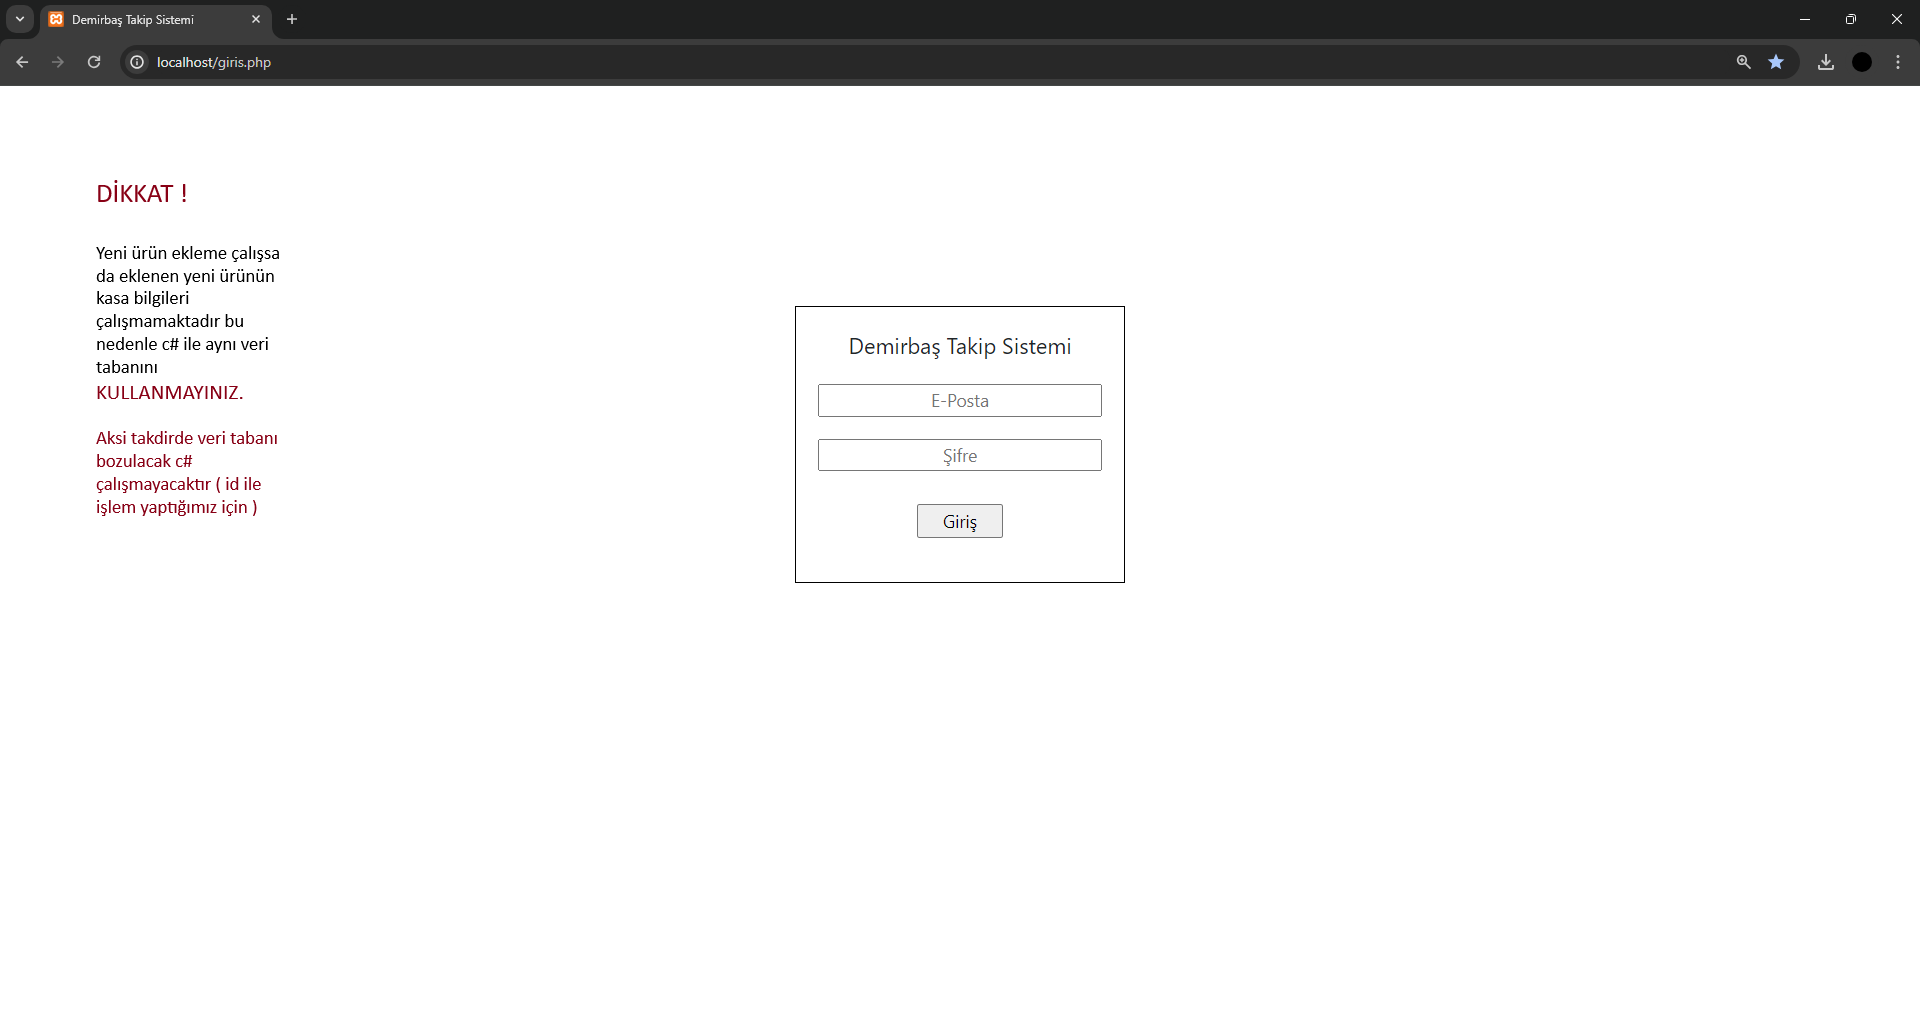 Demirbaş Takip Sistemi
localhost/giris.php
DİKKAT !
Yeni ürün ekleme çalışsa
da eklenen yeni ürünün
kasa bilgileri
çalışmamaktadır bu
nedenle c# ile aynı veri
tabanını
KULLANMAYINIZ.
Aksi takdirde veri tabanı
bozulacak c#
çalışmayacaktır ( id ile
işlem yaptığımız için )
Demirbaş Takip Sistemi
E-Posta
Şifre
Giriş